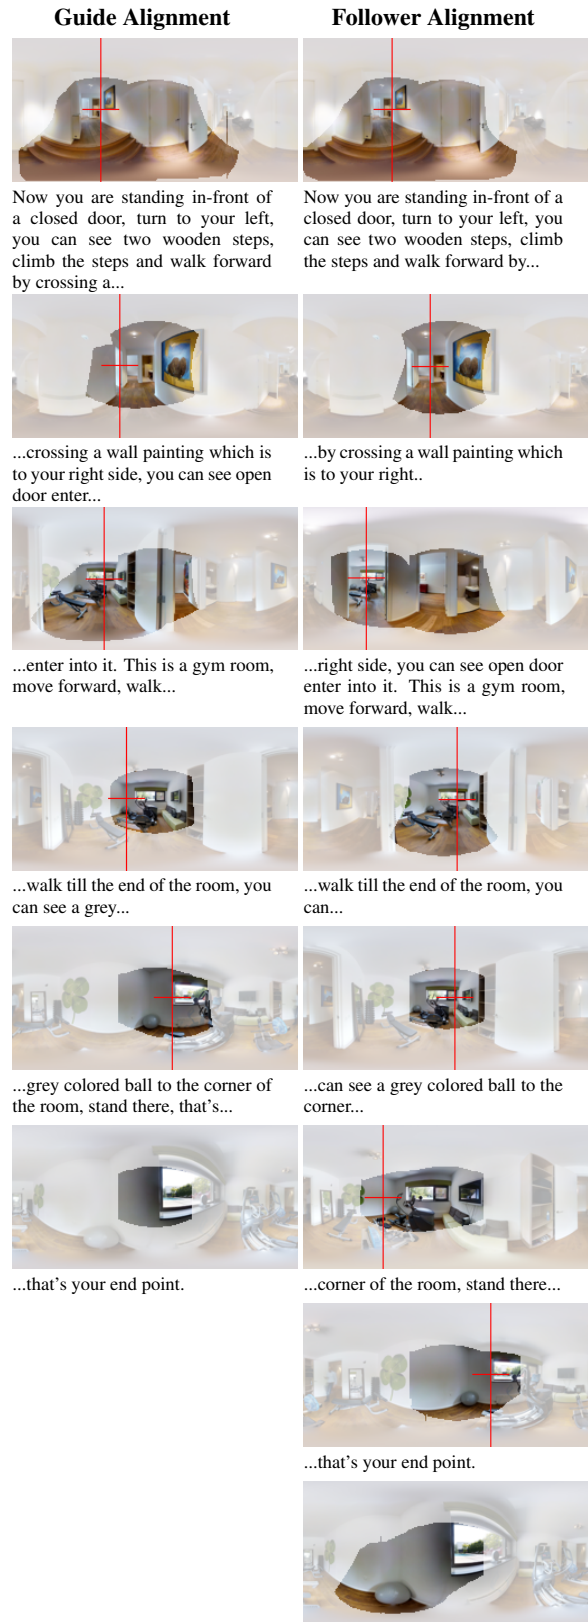 Guide Alignment
Follower Alignment
Now you are standing in-front of
a closed door, turn to your left,
you can see two wooden steps,
climb the steps and walk forward
by crossing a...
Now you are standing in-front of a
closed door, turn to your left, you
can see two wooden steps, climb
the steps and walk forward by...
...crossing a wall painting which is
to your right side, you can see open
door enter...
...by crossing a wall painting which
is to your right..
...enter into it. This is a gym room,
move forward, walk...
...right side, you can see open door
enter into it. This is a gym room,
move forward, walk...
...walk till the end of the room, you
can see a grey...
...walk till the end of the room, you
can...
...grey colored ball to the corner of
the room, stand there, that's...
...can see a grey colored ball to the
corner...
...that's your end point.
...corner of the room, stand there...
...that's your end point.